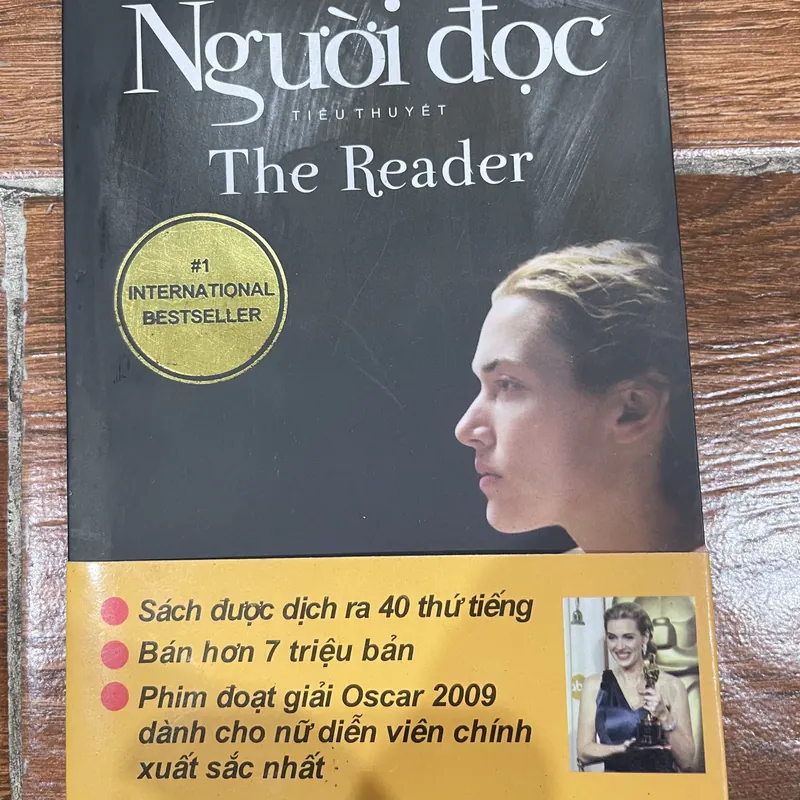 Người đọc
TIỂU THUYẾT
The Reader
#1
INTERNATIONAL
BESTSELLER
Sách được dịch ra 40 thứ tiếng
Bán hơn 7 triệu bản
Phim đoạt giải Oscar 2009
dành cho nữ diễn viên chính
xuất sắc nhất